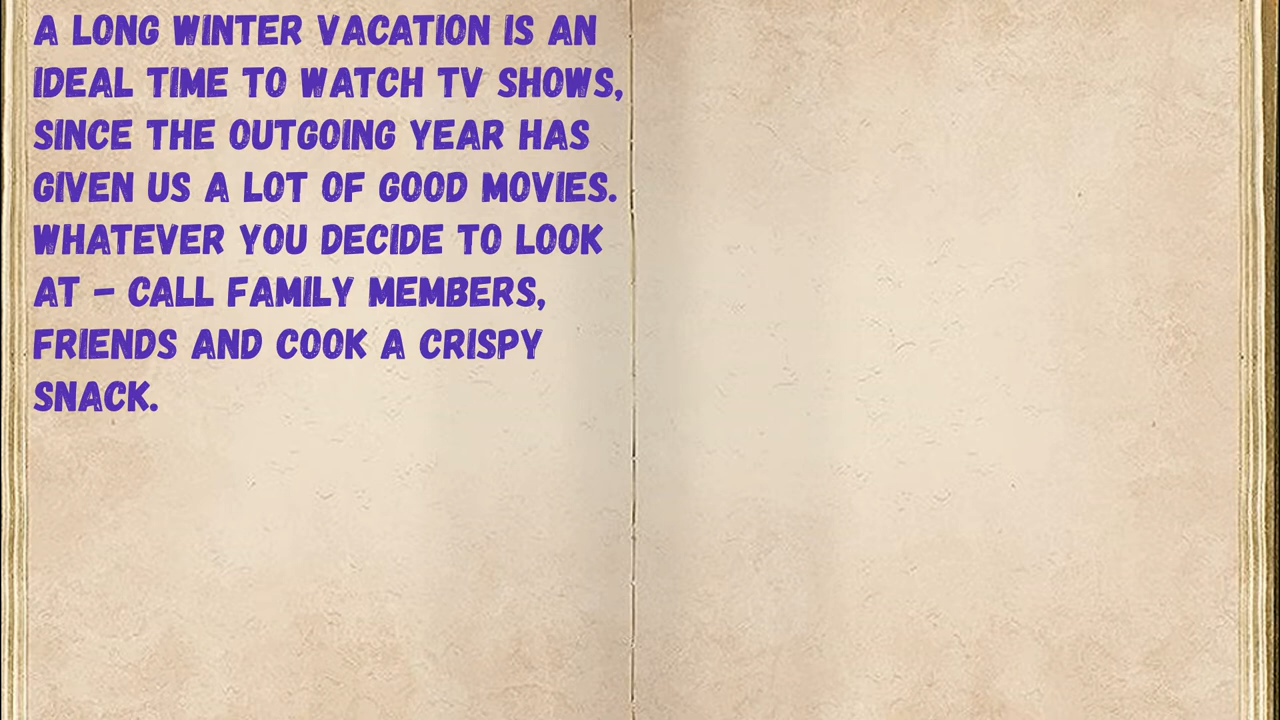 A LONG WINTER VACATION IS AN
IDEAL TIME TO WATCH TV SHOWS,
SINCE THE OUTGOING YEAR HAS
GIVEN US A LOT OF GOOD MOVIES.
WHATEVER YOU DECIDE TO LOOK
AT – CALL FAMILY MEMBERS,
FRIENDS AND COOK A CRISPY
SNACK.